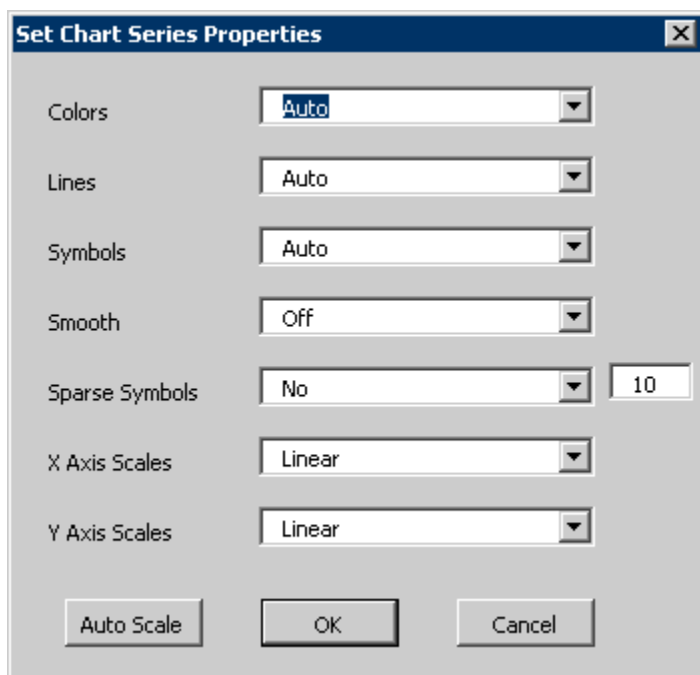 Set Chart Series Properties
Colors Auto
Lines Auto
Symbols Auto
Smooth Off
Sparse Symbols No 10
X Axis Scales Linear
Y Axis Scales Linear
Auto Scale OK Cancel